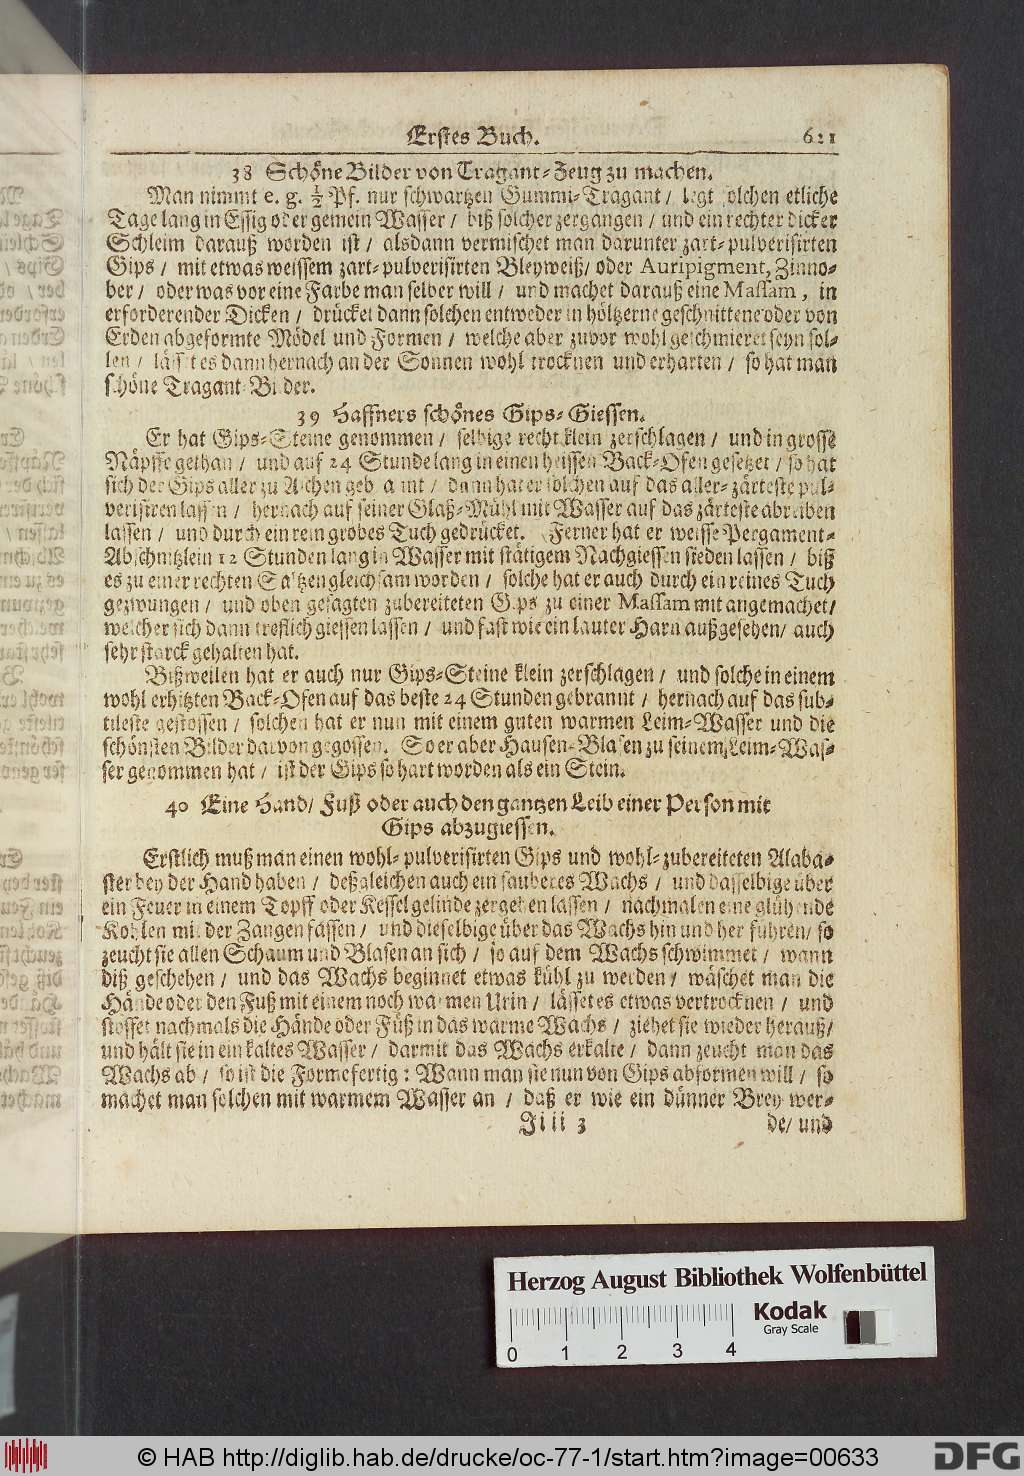 Erstes Buch. 621
38 Schöne Bilder von Tragant-Zeug zu machen.
Man nimmt e. g. ½ Pf. nur schwartzen Gummi-Tragant / legt solchen etliche
Tage lang in Essig oder gemein Wasser / biß solcher zergangen / und ein rechter dicker
Schleim darauß worden ist / alsdann vermischet man darunter zart-pulverisirten
Gips / mit etwas weissem zart-pulverisirten Bleyweiß / oder Auripigment, Zinno-
ber / oder was vor eine Farbe man selber will / und machet darauß eine Massam, in
erforderender Dicken / drücket dann solchen entweder in höltzerne geschnittene oder von
Erden abgeformte Mödel und Formen / welche aber zuvor wohl geschmieret seyn sol-
len / lässt es dann hernach an der Sonnen wohl trocknen und erharten / so hat man
schöne Tragant-Bilder.
39 Haffners schönes Gips-Giessen.
Er hat Gips-Steine genommen / selbige recht klein zerschlagen / und in grosse
Näpffe gethan / und auf 24 Stunde lang in einen heissen Back-Ofen gesetzet / so hat
sich der Gips aller zu Aschen gebrannt / dann hat er solchen auf das aller-zärteste pul-
verisiren lassen / hernach auf seiner Glaß-Mühl mit Wasser auf das zärteste abreiben
lassen / und durch ein rein grobes Tuch gedrücket. Ferner hat er weisse Pergament-
Abschnitzlein 12 Stunden lang in Wasser mit stätigem Nachgiessen sieden lassen / biß
es zu einer rechten Saltzen gleichsam worden / solche hat er auch durch ein reines Tuch
gezwungen / und oben gesagten zubereiteten Gips zu einer Massam mit angemachet /
welcher sich dann treflich giessen lassen / und fast wie ein lauter Harn außgesehen / auch
sehr starck gehalten hat.
Bißweilen hat er auch nur Gips-Steine klein zerschlagen / und solche in einem
wohl erhitzten Back-Ofen auf das beste 24 Stunden gebrannt / hernach auf das sub-
tileste gestossen / solchen hat er nun mit einem guten warmen Leim-Wasser und die
schönsten Bilder darvon gegossen. So er aber Hausen-Blasen zu seinem Leim-Was-
ser genommen hat / ist der Gips so hart worden als ein Stein.
40 Eine Hand / Fuß oder auch den gantzen Leib einer Person mit
Gips abzugiessen.
Erstlich muß man einen wohl-pulverisirten Gips und wohl-zubereiteten Alaba-
ster bey der Hand haben / deßgleichen auch ein sauberes Wachs / und dasselbige über
ein Feuer in einem Topff oder Kessel gelinde zergehen lassen / nachmalen eine glühende
Kohlen mit der Zangen fassen / und dieselbige über das Wachs hin und her führen / so
zeucht sie allen Schaum und Blasen an sich / so auf dem Wachs schwimmet / wann
diß geschehen / und das Wachs beginnet etwas kühl zu werden / wäschet man die
Hände oder den Fuß mit einem noch warmen Urin / lässet es etwas vertrocknen / und
stosset nachmals die Hände oder Füß in das warme Wachs / ziehet sie wieder herauß /
und hält sie in ein kaltes Wasser / darmit das Wachs erkalte / dann zeucht man das
Wachs ab / so ist die Forme fertig: Wann man sie nun von Gips abformen will / so
machet man solchen mit warmem Wasser an / daß er wie ein dünner Brey wer-
Jiii 3 de / und
Herzog August Bibliothek Wolfenbüttel
Kodak
Gray Scale
0 1 2 3 4
© HAB http://diglib.hab.de/drucke/oc-77-1/start.htm?image=00633
DFG